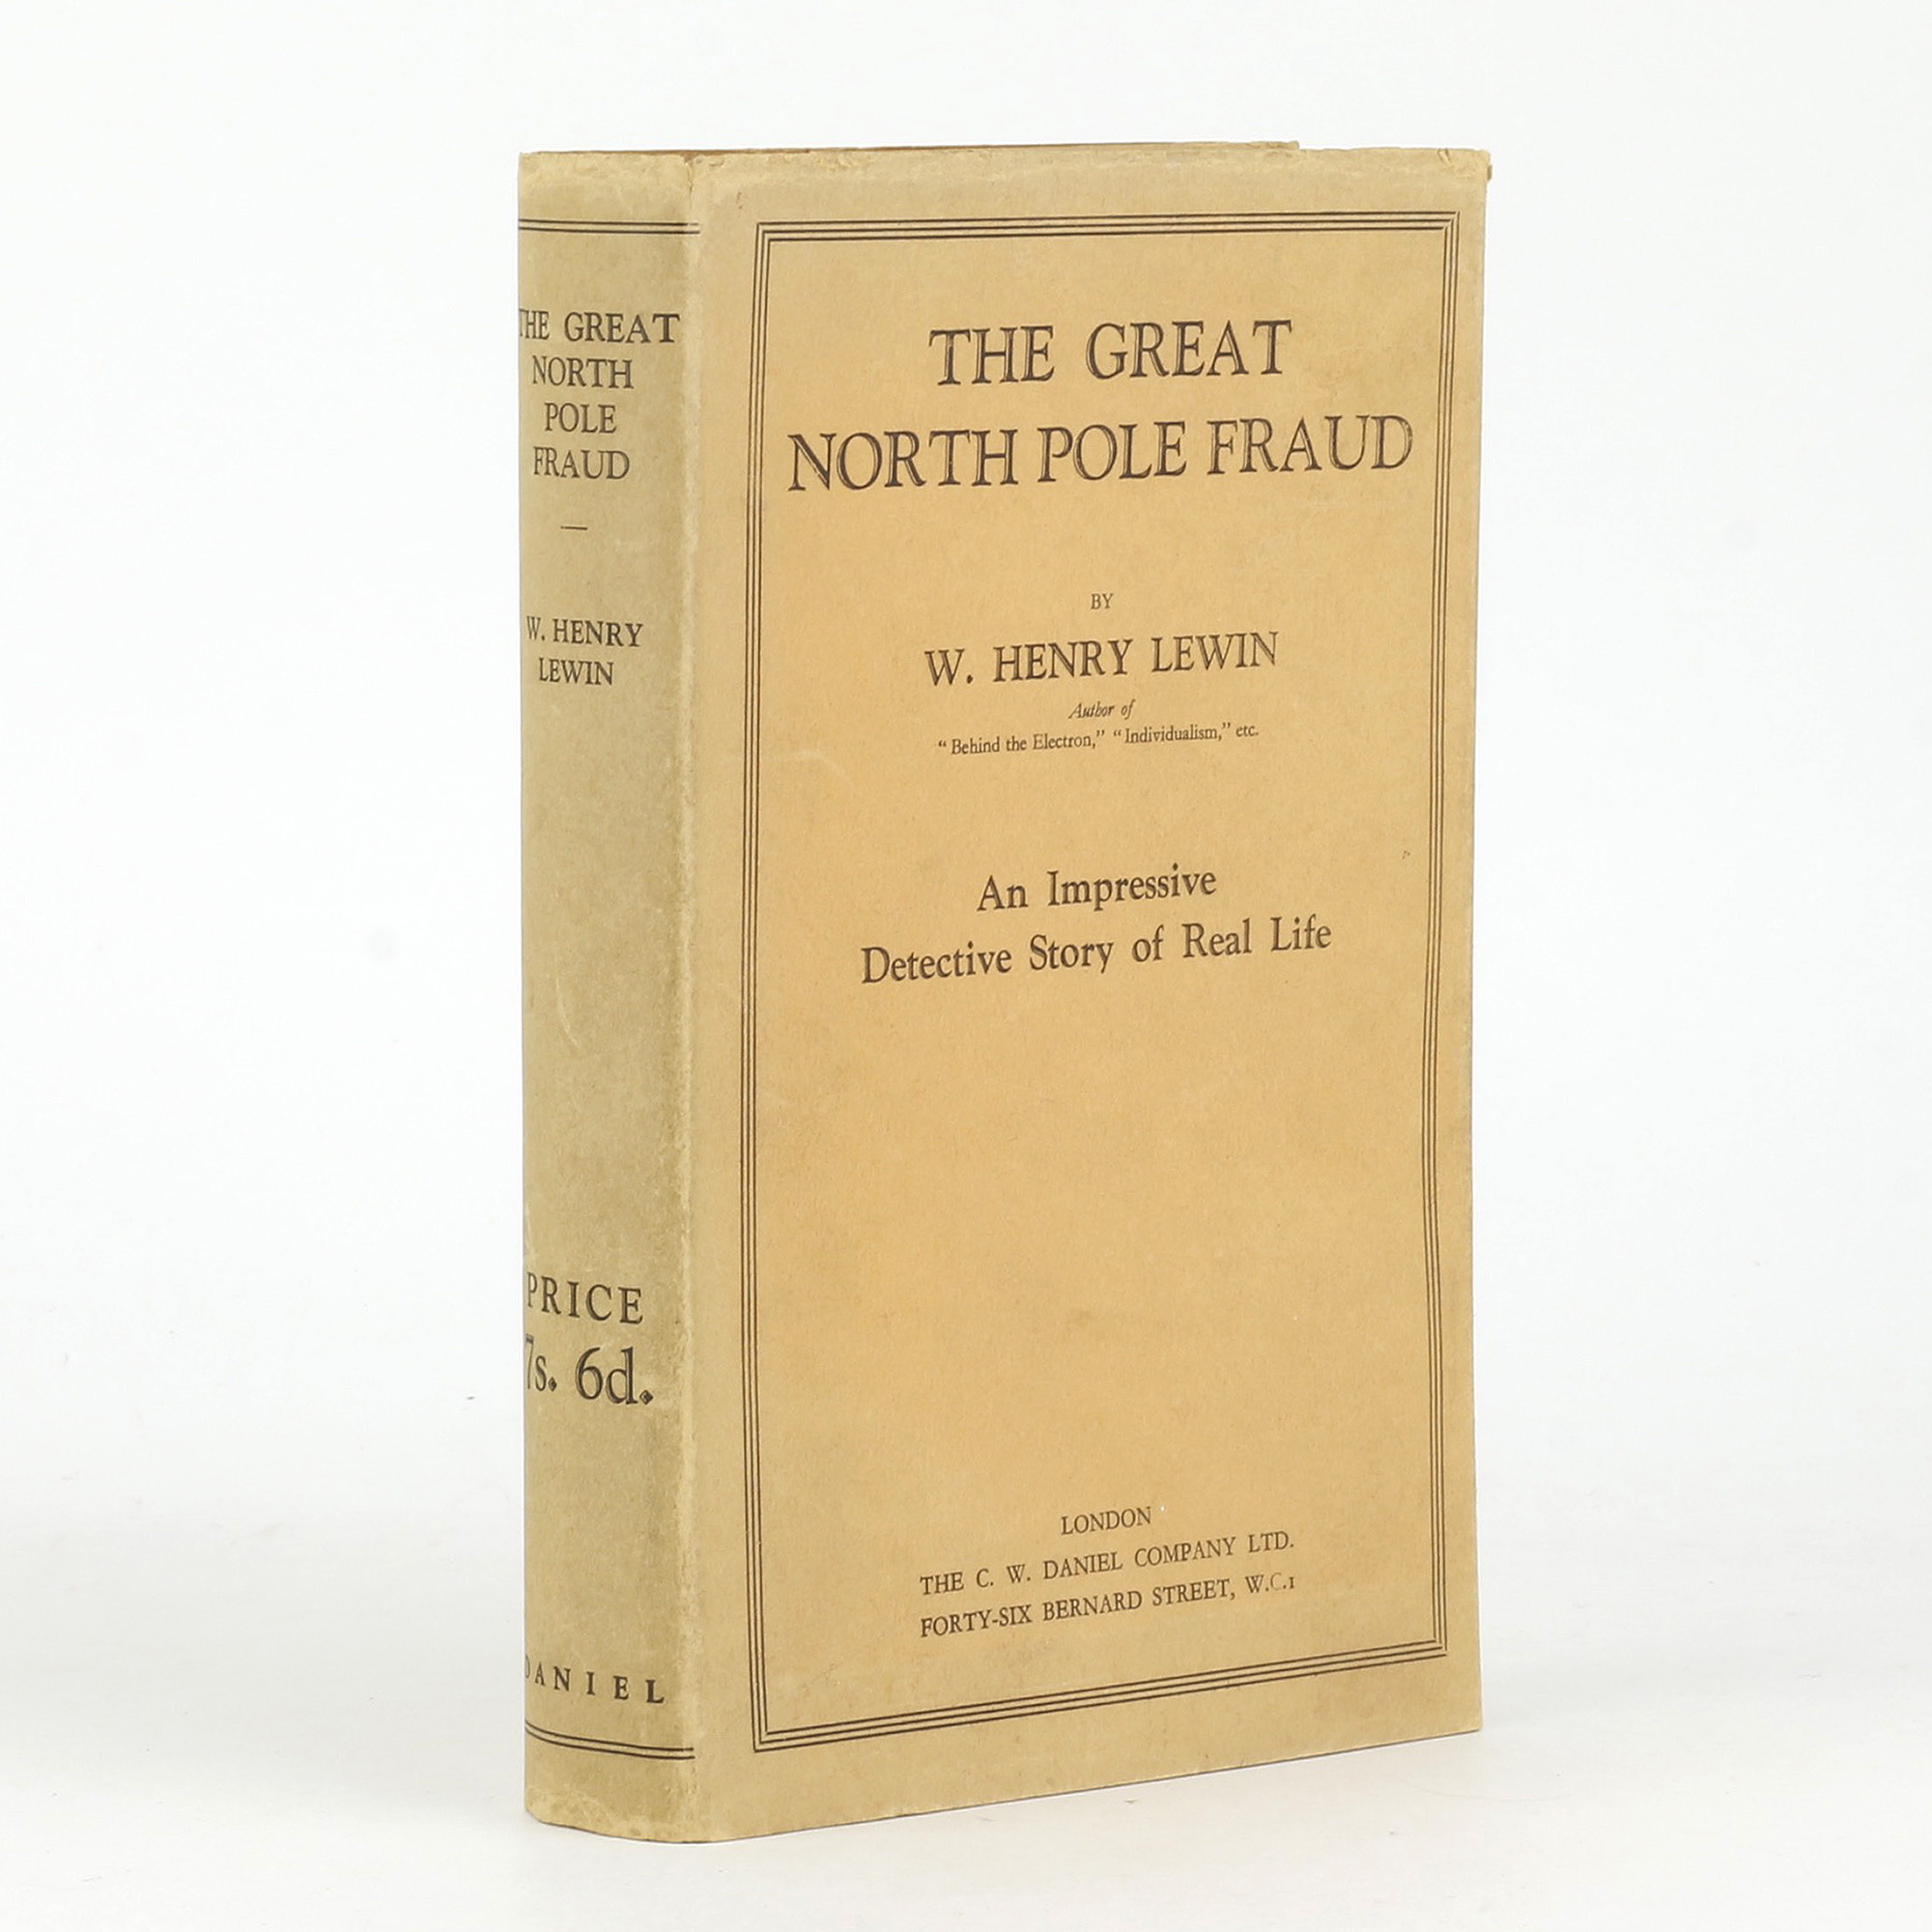 THE GREAT
NORTH
POLE
FRAUD
—
W. HENRY
LEWIN
PRICE
7s. 6d.
DANIEL
THE GREAT
NORTH POLE FRAUD
BY
W. HENRY LEWIN
Author of
“Behind the Electron,” “Individualism,” etc.
An Impressive
Detective Story of Real Life
LONDON
THE C. W. DANIEL COMPANY LTD.
FORTY-SIX BERNARD STREET, W.C.1